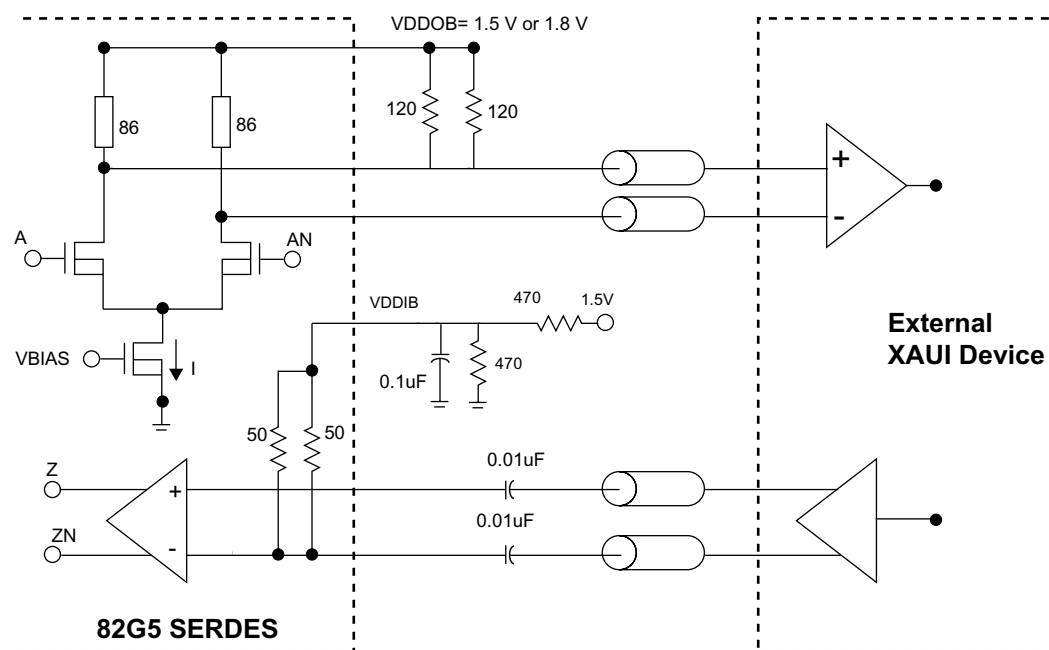 VDDOB= 1.5 V or 1.8 V
86
86
120
120
+
-
A
AN
VBIAS
I
VDDIB
470
1.5V
470
0.1uF
External
XAUI Device
50
50
Z
ZN
+
-
0.01uF
0.01uF
82G5 SERDES